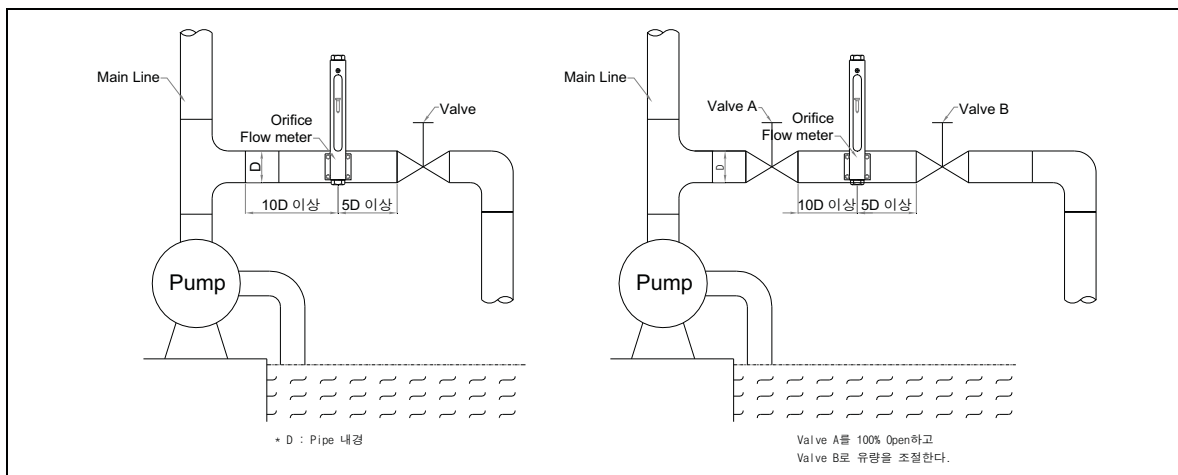 Main Line
Orifice
Flow meter
Valve
D
10D 이상
5D 이상
Pump
* D : Pipe 내경
Main Line
Valve A
Orifice
Flow meter
Valve B
D
10D 이상
5D 이상
Pump
Valve A를 100% Open하고
Valve B로 유량을 조절한다.